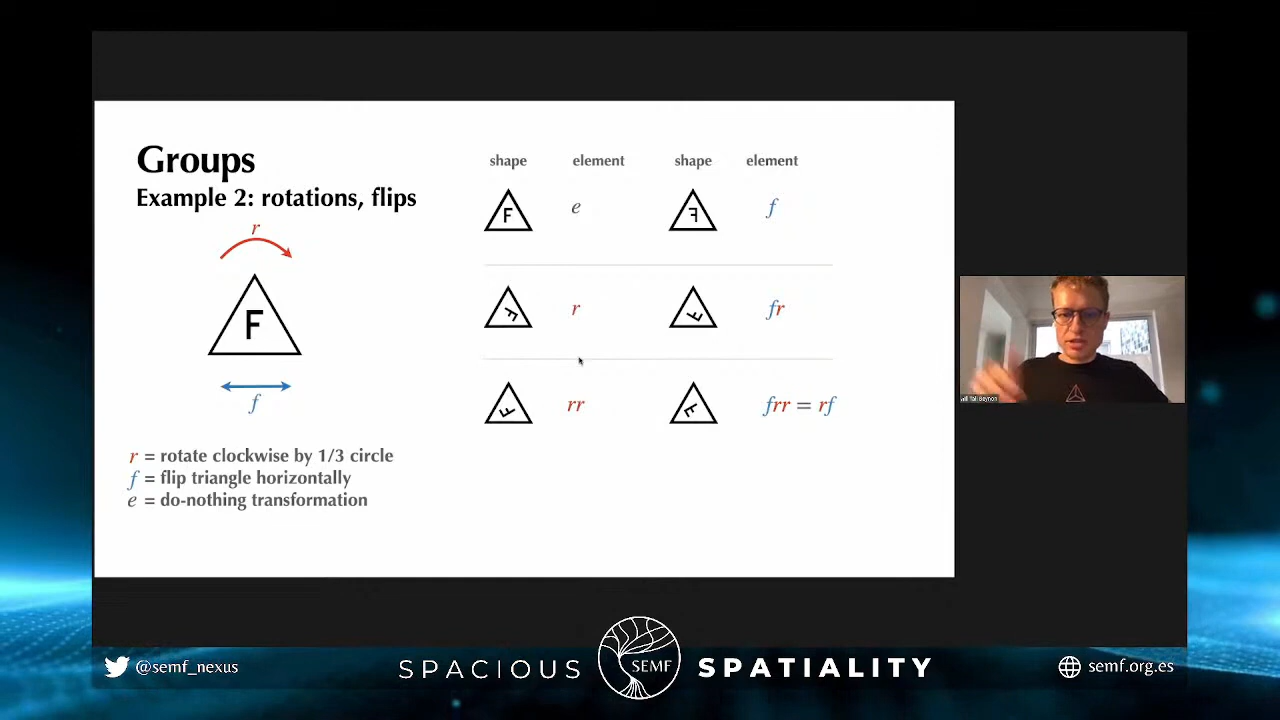 Groups
Example 2: rotations, flips
r
F
f
r = rotate clockwise by 1/3 circle
f = flip triangle horizontally
e = do-nothing transformation
shape element shape element
F e F f
F r F fr
F rr F frr = rf
@semf_nexus
SPACIOUS SEMF SPATIALITY
semf.org.es